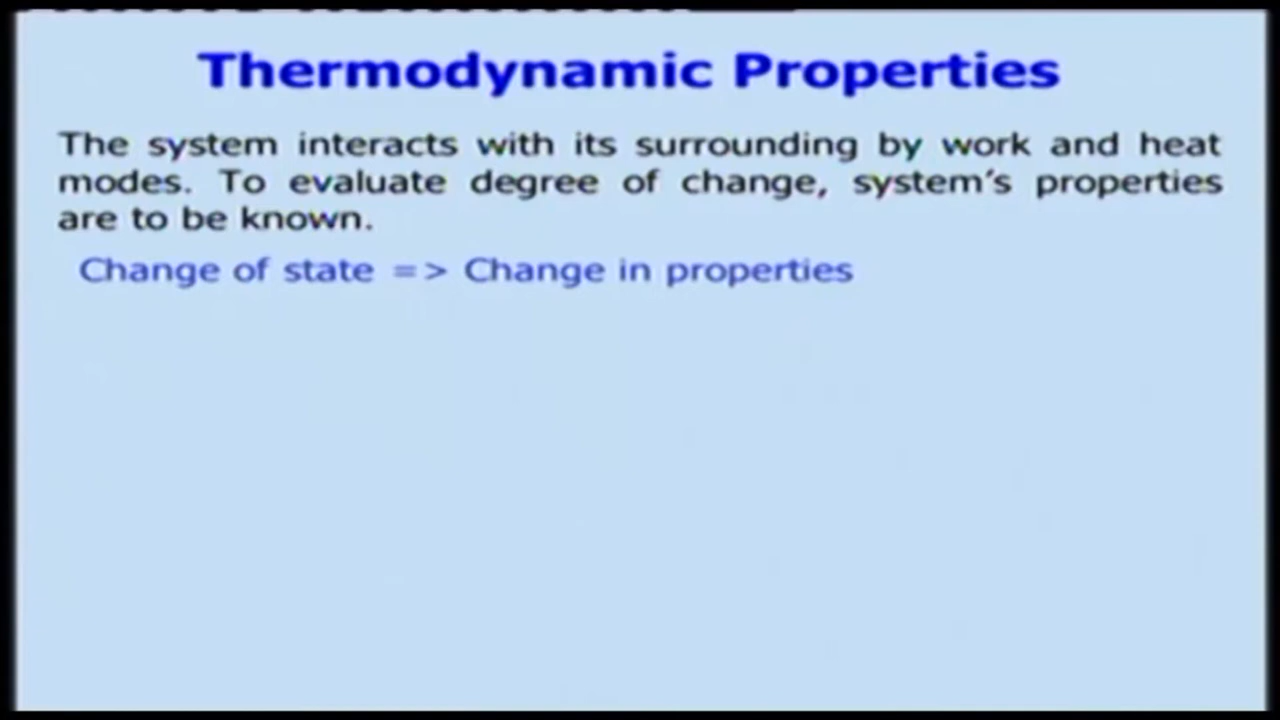 Thermodynamic Properties
The system interacts with its surrounding by work and heat
modes. To evaluate degree of change, system's properties
are to be known.
Change of state => Change in properties